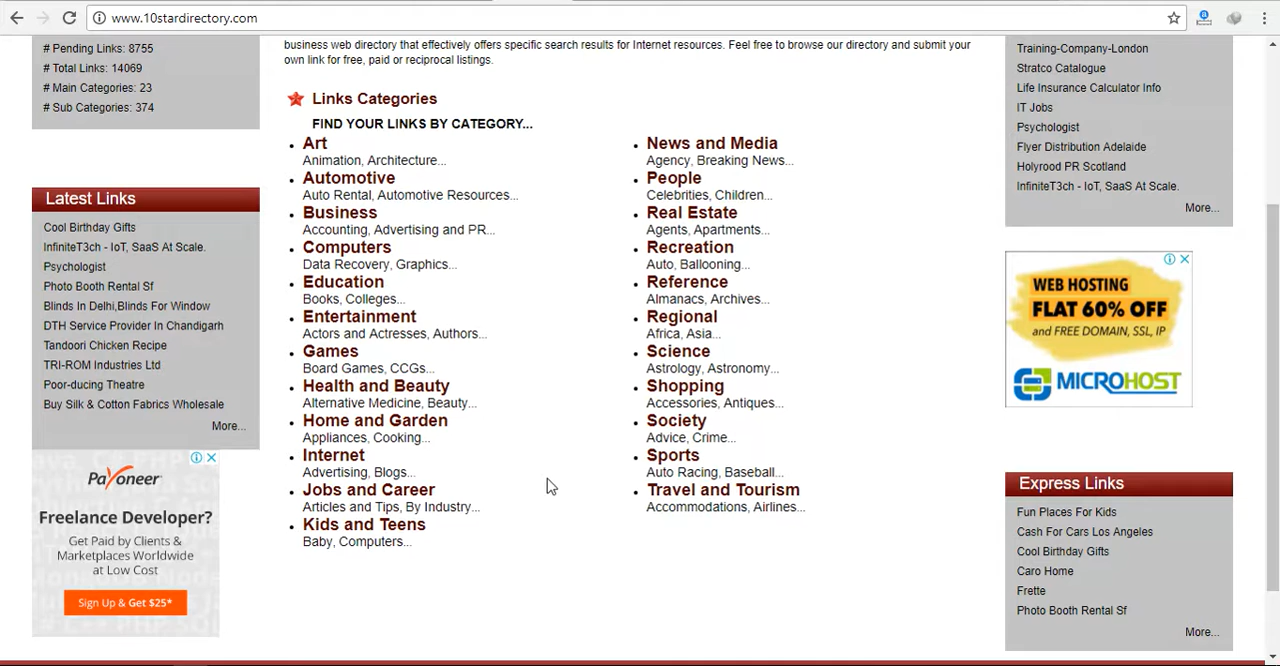 www.10stardirectory.com
# Pending Links: 8755
# Total Links: 14069
# Main Categories: 23
# Sub Categories: 374
Latest Links
Cool Birthday Gifts
InfiniteT3ch - IoT, SaaS At Scale.
Psychologist
Photo Booth Rental Sf
Blinds In Delhi,Blinds For Window
DTH Service Provider In Chandigarh
Tandoori Chicken Recipe
TRI-ROM Industries Ltd
Poor-ducing Theatre
Buy Silk & Cotton Fabrics Wholesale
More...
Payoneer
Freelance Developer?
Get Paid by Clients &
Marketplaces Worldwide
at Low Cost
Sign Up & Get $25*
business web directory that effectively offers specific search results for Internet resources. Feel free to browse our directory and submit your
own link for free, paid or reciprocal listings.
Links Categories
FIND YOUR LINKS BY CATEGORY...
Art
Animation, Architecture...
Automotive
Auto Rental, Automotive Resources...
Business
Accounting, Advertising and PR...
Computers
Data Recovery, Graphics...
Education
Books, Colleges...
Entertainment
Actors and Actresses, Authors...
Games
Board Games, CCGs...
Health and Beauty
Alternative Medicine, Beauty...
Home and Garden
Appliances, Cooking...
Internet
Advertising, Blogs...
Jobs and Career
Articles and Tips, By Industry...
Kids and Teens
Baby, Computers...
News and Media
Agency, Breaking News...
People
Celebrities, Children...
Real Estate
Agents, Apartments...
Recreation
Auto, Ballooning...
Reference
Almanacs, Archives...
Regional
Africa, Asia...
Science
Astrology, Astronomy...
Shopping
Accessories, Antiques...
Society
Advice, Crime...
Sports
Auto Racing, Baseball...
Travel and Tourism
Accommodations, Airlines...
Training-Company-London
Stratco Catalogue
Life Insurance Calculator Info
IT Jobs
Psychologist
Flyer Distribution Adelaide
Holyrood PR Scotland
InfiniteT3ch - IoT, SaaS At Scale.
More...
WEB HOSTING
FLAT 60% OFF
and FREE DOMAIN, SSL, IP
MICROHOST
Express Links
Fun Places For Kids
Cash For Cars Los Angeles
Cool Birthday Gifts
Caro Home
Frette
Photo Booth Rental Sf
More...